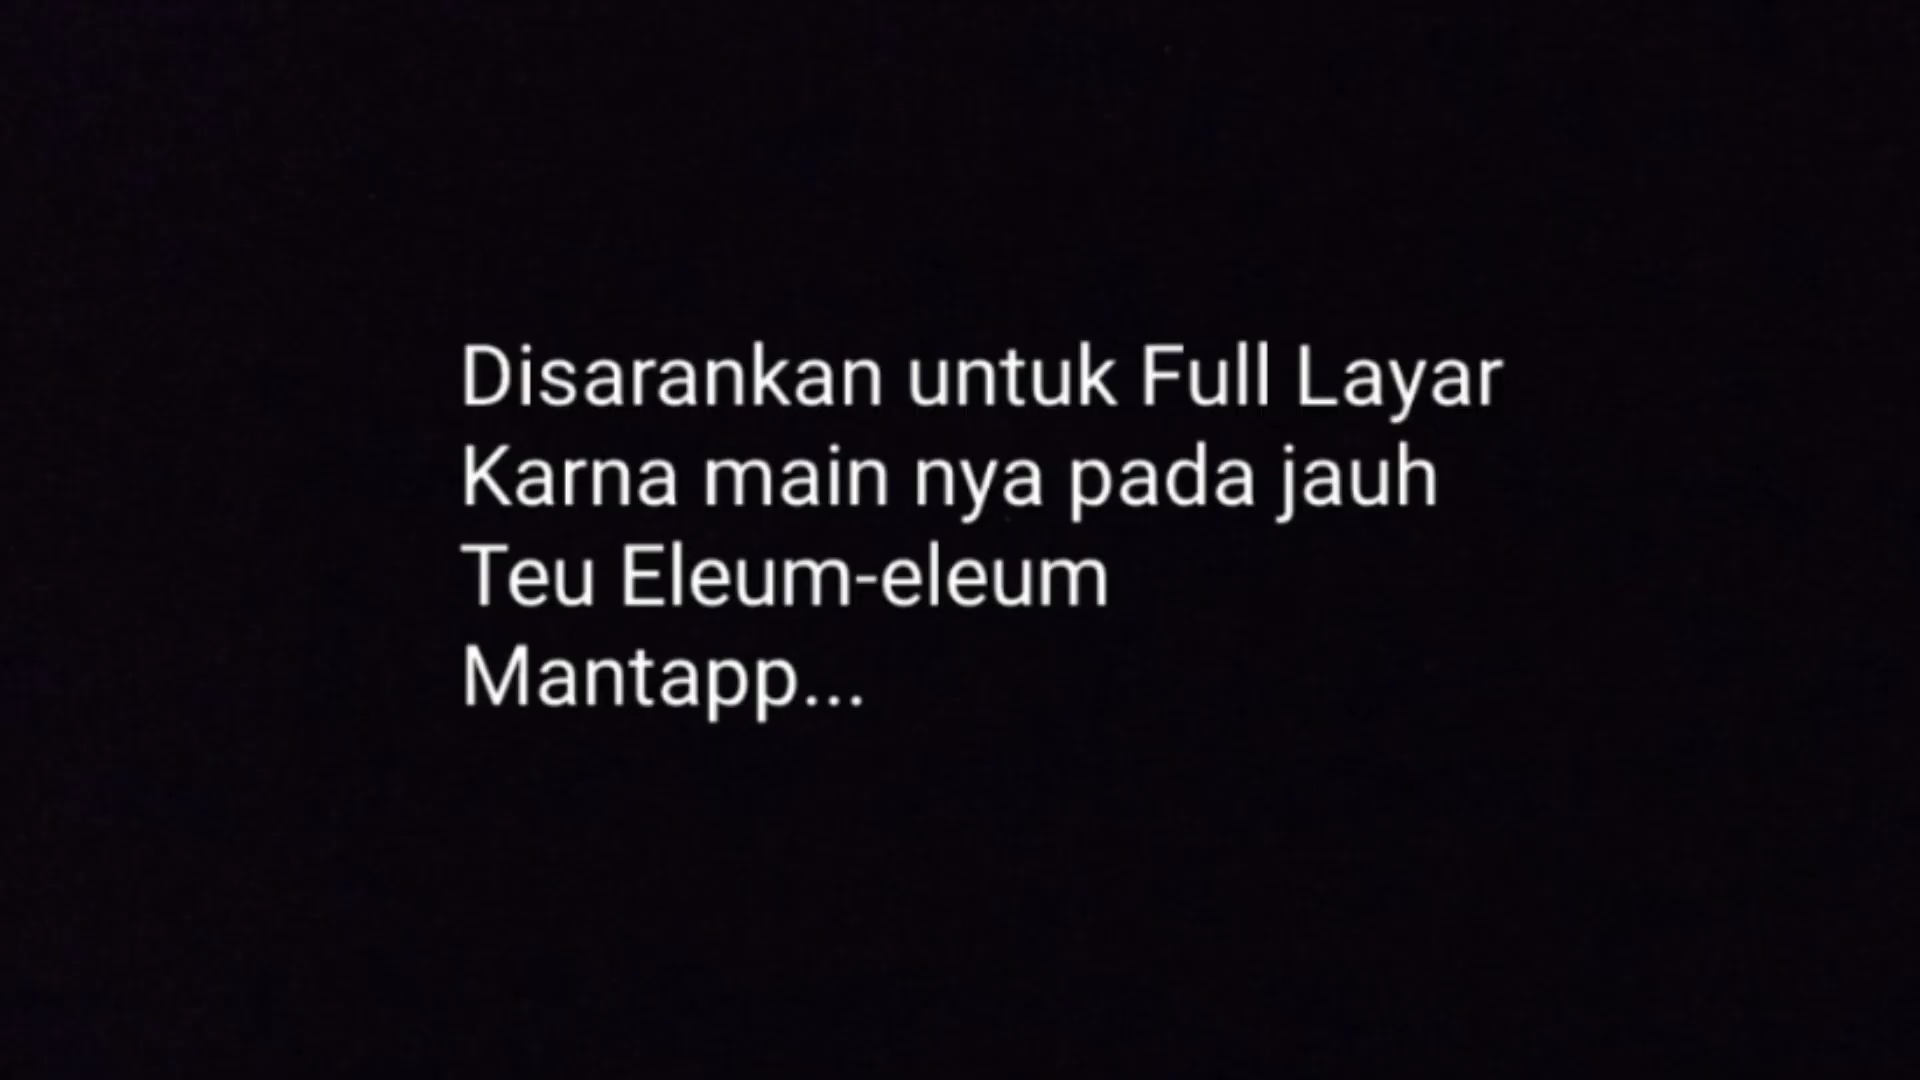 Disarankan untuk Full Layar
Karna main nya pada jauh
Teu Eleum-eleum
Mantapp...